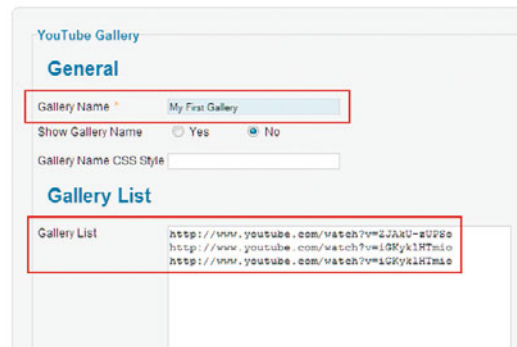 YouTube Gallery
General
Gallery Name *
My First Gallery
Show Gallery Name Yes No
Gallery Name CSS Style
Gallery List
Gallery List
http://www.youtube.com/watch?v=ZJAkU-zUPSo
http://www.youtube.com/watch?v=iGKyklHTmio
http://www.youtube.com/watch?v=iGKyklHTmio